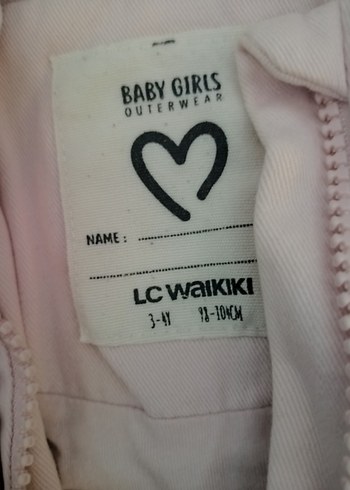 BABY GIRLS
OUTERWEAR
NAME:
LC WAIKIKI
3-4Y 98-104CM